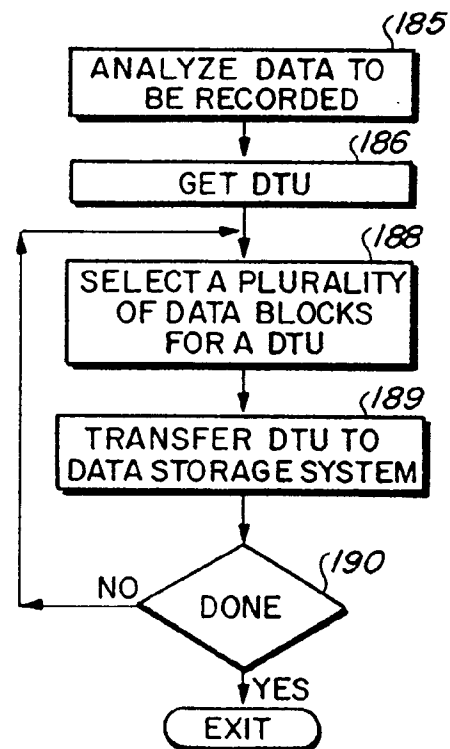 185
ANALYZE DATA TO
BE RECORDED
186
GET DTU
188
SELECT A PLURALITY
OF DATA BLOCKS
FOR A DTU
189
TRANSFER DTU TO
DATA STORAGE SYSTEM
190
NO
DONE
YES
EXIT